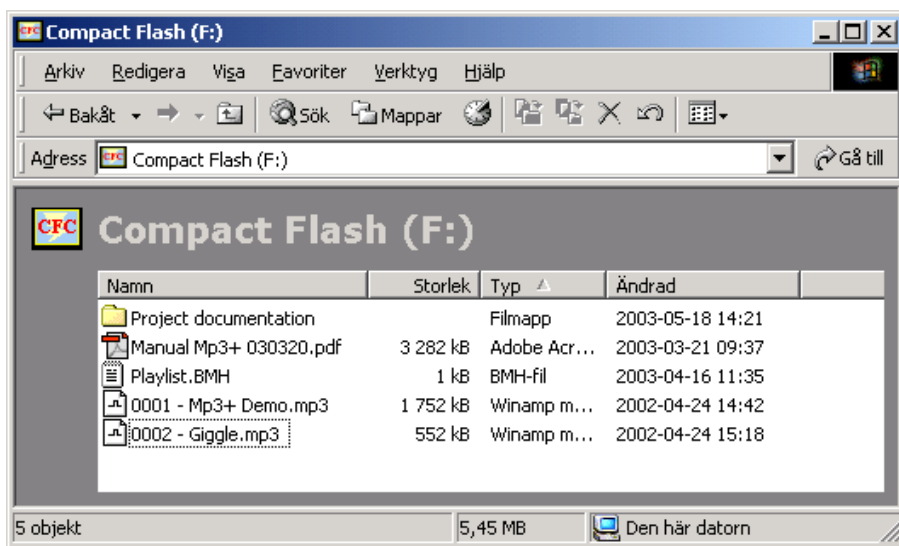 CFC Compact Flash (F:)
Arkiv Redigera Visa Favoriter Verktyg Hjälp
Bakåt Sök Mappar
Adress CFC Compact Flash (F:) Gå till
CFC Compact Flash (F:)
Namn Storlek Typ Ändrad
Project documentation Filmapp 2003-05-18 14:21
Manual Mp3+ 030320.pdf 3 282 kB Adobe Acr... 2003-03-21 09:37
Playlist.BMH 1 kB BMH-fil 2003-04-16 11:35
0001 - Mp3+ Demo.mp3 1 752 kB Winamp m... 2002-04-24 14:42
0002 - Giggle.mp3 552 kB Winamp m... 2002-04-24 15:18
5 objekt 5,45 MB Den här datorn